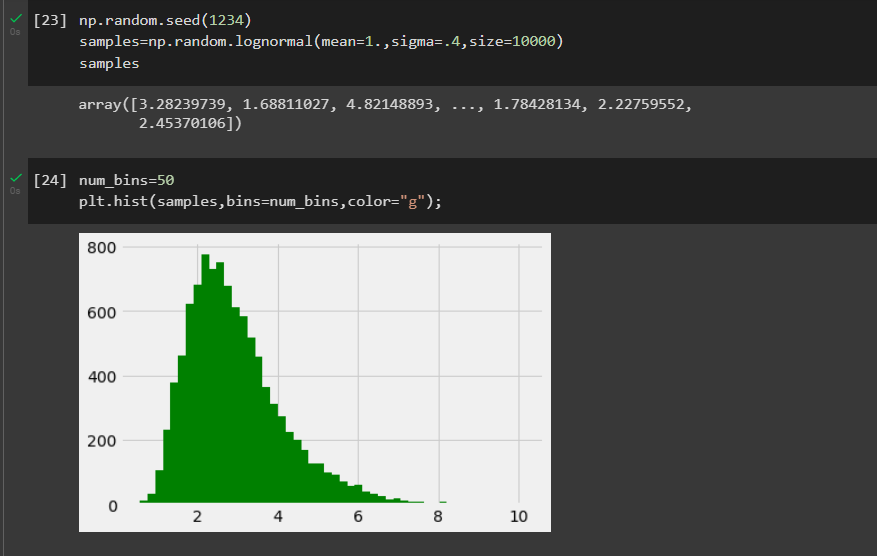 [23] np.random.seed(1234)
0s
samples=np.random.lognormal(mean=1.,sigma=.4,size=10000)
samples
array([3.28239739, 1.68811027, 4.82148893, ..., 1.78428134, 2.22759552,
2.45370106])
[24] num_bins=50
0s
plt.hist(samples,bins=num_bins,color="g");
800
600
400
200
0
2 4 6 8 10